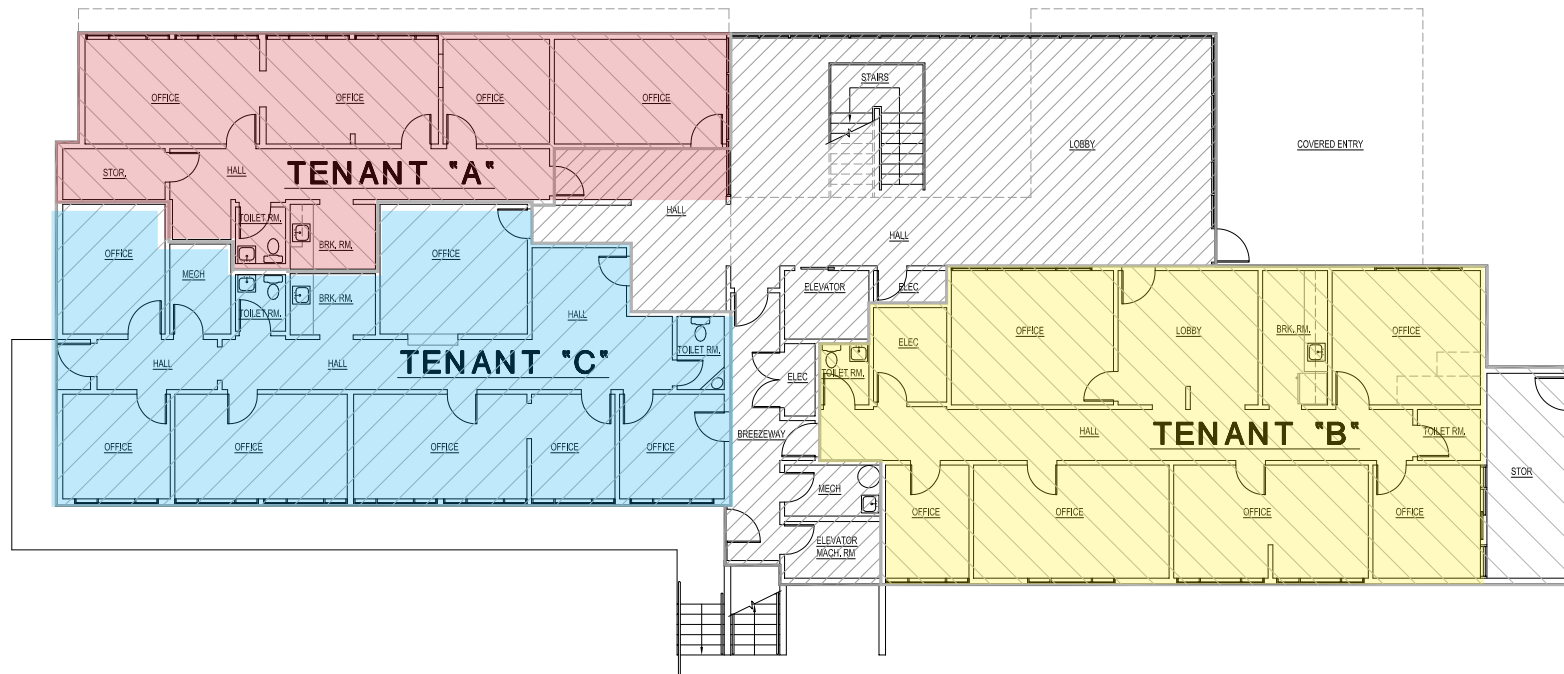 STAIRS
OFFICE
OFFICE
OFFICE
OFFICE
LOBBY
COVERED ENTRY
STOR.
HALL
TENANT "A"
HALL
TOILET RM.
BRK. RM.
HALL
OFFICE
MECH
OFFICE
TOILET RM.
BRK. RM.
HALL
ELEVATOR
ELEC
OFFICE
LOBBY
BRK. RM.
OFFICE
ELEC
HALL
HALL
TENANT "C"
TOILET RM.
ELEC
TOILET RM.
BREEZEWAY
HALL
TENANT "B"
TOILET RM.
OFFICE
OFFICE
OFFICE
OFFICE
OFFICE
STOR
MECH
OFFICE
OFFICE
OFFICE
OFFICE
ELEVATOR
MACH. RM